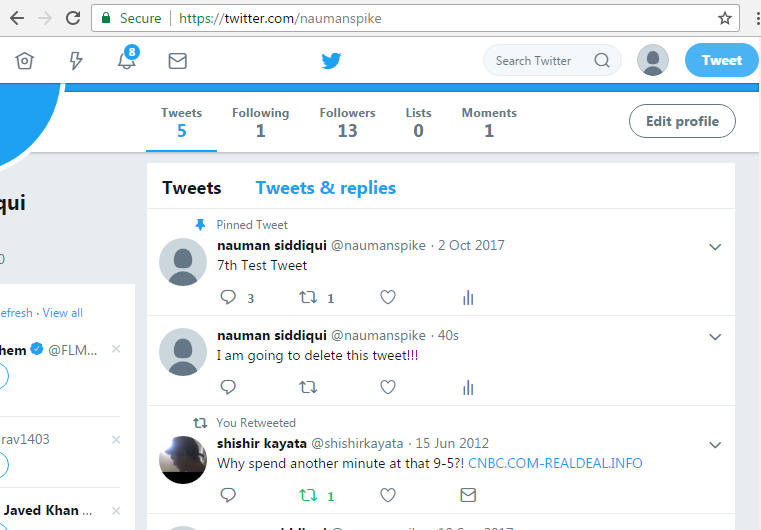 Secure https://twitter.com/naumanspike
8
Search Twitter
Tweet
Tweets Following Followers Lists Moments
5 1 13 0 1
Edit profile
qui
0
efresh · View all
hem @FLM...
rav1403
Javed Khan ...
Tweets Tweets & replies
Pinned Tweet
nauman siddiqui @naumanspike · 2 Oct 2017
7th Test Tweet
3 1
nauman siddiqui @naumanspike · 40s
I am going to delete this tweet!!!
You Retweeted
shishir kayata @shishirkayata · 15 Jun 2012
Why spend another minute at that 9-5?! CNBC.COM-REALDEAL.INFO
1